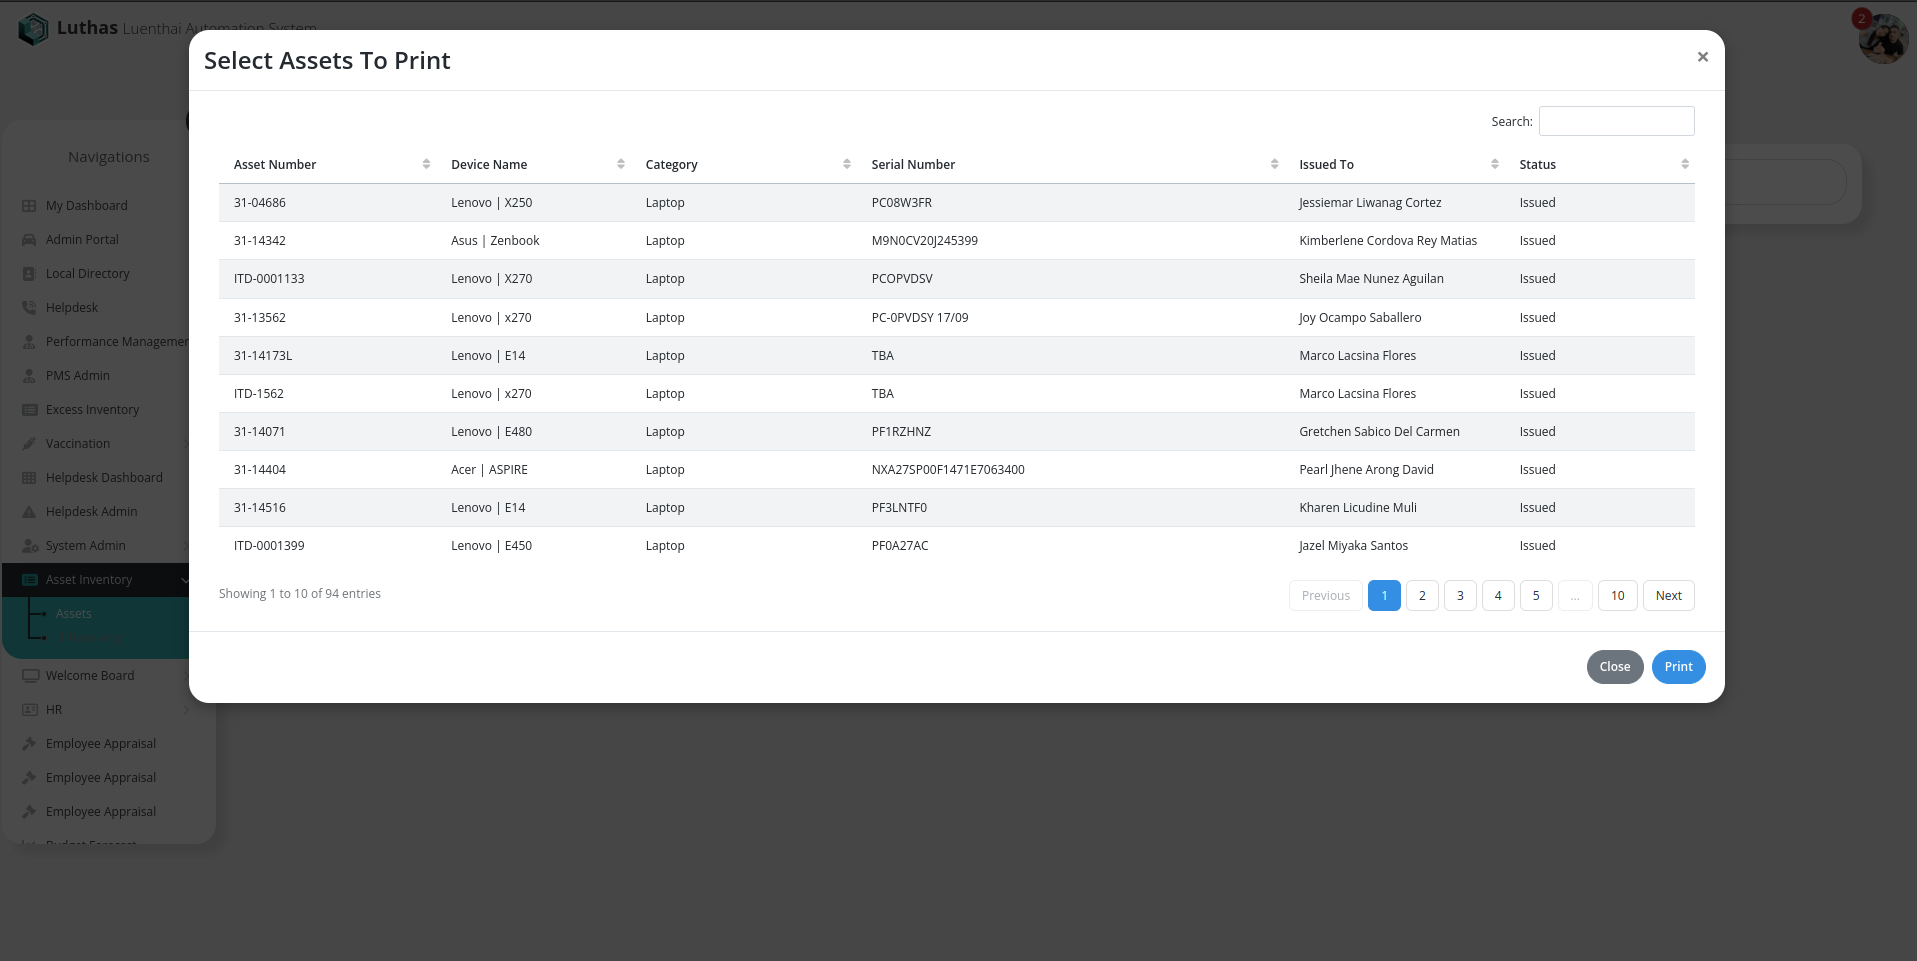 Luthas Luenthai Automation System
2
Select Assets To Print
×
Search:
Navigations
Asset Number Device Name Category Serial Number Issued To Status
31-04686 Lenovo | X250 Laptop PC08W3FR Jessiemar Liwanag Cortez Issued
31-14342 Asus | Zenbook Laptop M9N0CV20J245399 Kimberlene Cordova Rey Matias Issued
ITD-0001133 Lenovo | X270 Laptop PCOPVDSV Sheila Mae Nunez Aguilan Issued
31-13562 Lenovo | x270 Laptop PC-0PVDSY 17/09 Joy Ocampo Saballero Issued
31-14173L Lenovo | E14 Laptop TBA Marco Lacsina Flores Issued
ITD-1562 Lenovo | x270 Laptop TBA Marco Lacsina Flores Issued
31-14071 Lenovo | E480 Laptop PF1RZHNZ Gretchen Sabico Del Carmen Issued
31-14404 Acer | ASPIRE Laptop NXA27SP00F1471E7063400 Pearl Jhene Arong David Issued
31-14516 Lenovo | E14 Laptop PF3LNTF0 Kharen Licudine Muli Issued
ITD-0001399 Lenovo | E450 Laptop PF0A27AC Jazel Miyaka Santos Issued
Showing 1 to 10 of 94 entries
Previous 1 2 3 4 5 ... 10 Next
Close Print
My Dashboard
Admin Portal
Local Directory
Helpdesk
Performance Managemer
PMS Admin
Excess Inventory
Vaccination
Helpdesk Dashboard
Helpdesk Admin
System Admin
Asset Inventory
Assets
Welcome Board
HR
Employee Appraisal
Employee Appraisal
Employee Appraisal
Budget Forecast